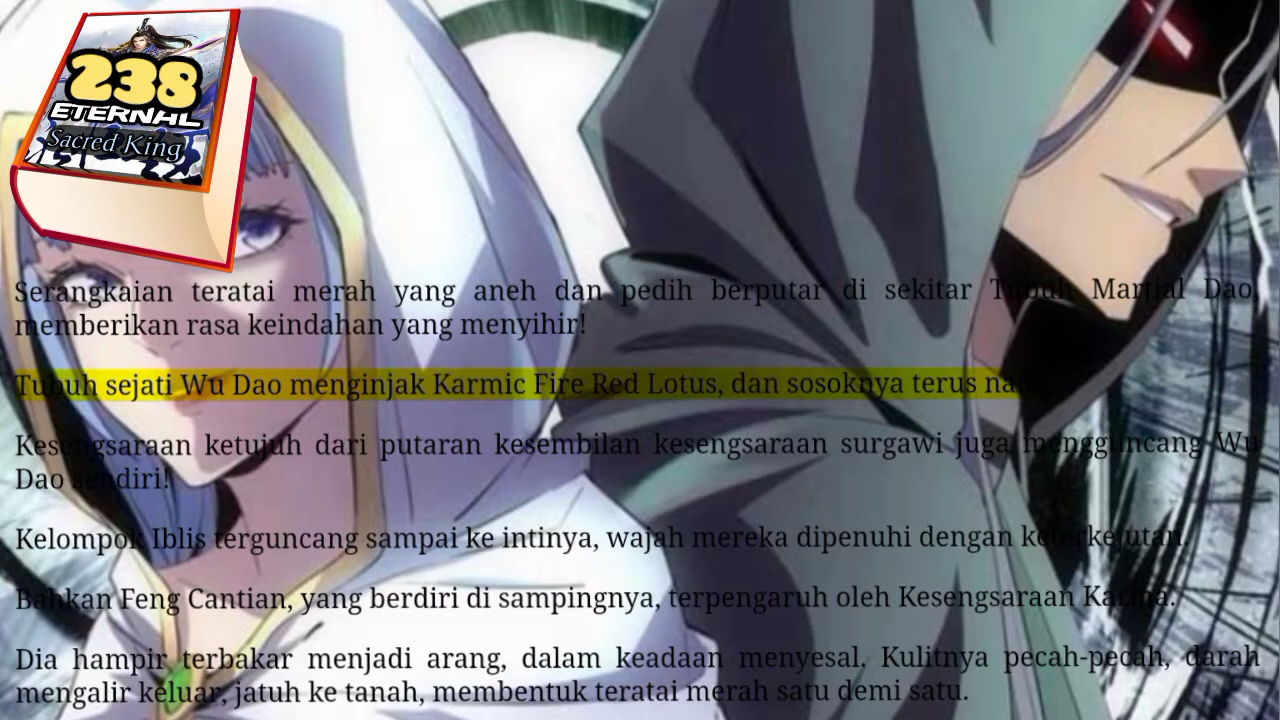 238
ETERNAL
Sacred King
Serangkaian teratai merah yang aneh dan pedih berputar di sekitar Tubuh Martial Dao,
memberikan rasa keindahan yang menyihir!
Tubuh sejati Wu Dao menginjak Karmic Fire Red Lotus, dan sosoknya terus na
Kesengsaraan ketujuh dari putaran kesembilan kesengsaraan surgawi juga mengguncang Wu
Dao sendiri!
Kelompok Iblis terguncang sampai ke intinya, wajah mereka dipenuhi dengan keterkejutan.
Bahkan Feng Cantian, yang berdiri di sampingnya, terpengaruh oleh Kesengsaraan Karma.
Dia hampir terbakar menjadi arang, dalam keadaan menyesal. Kulitnya pecah-pecah, darah
mengalir keluar, jatuh ke tanah, membentuk teratai merah satu demi satu.